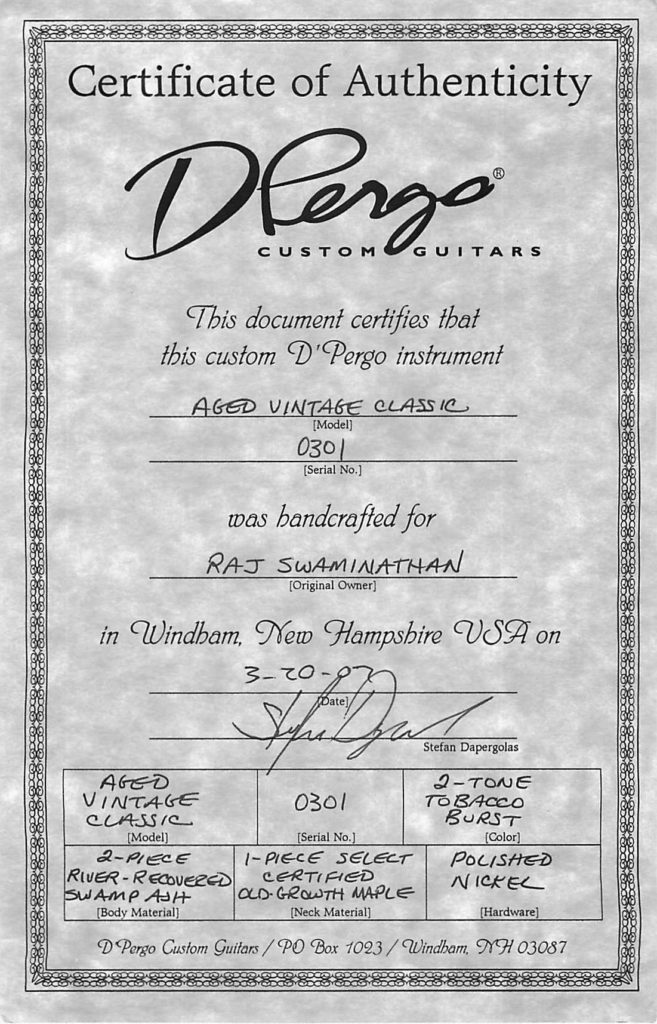 Certificate of Authenticity
D'Pergo®
CUSTOM GUITARS
This document certifies that
this custom D'Pergo instrument
AGED VINTAGE CLASSIC
[Model]
0301
[Serial No.]
was handcrafted for
RAJ SWAMINATHAN
[Original Owner]
in Windham, New Hampshire USA on
3-20-07
[Date]
Stefan Dapergolas
AGED
VINTAGE
CLASSIC
[Model]
0301
[Serial No.]
2-TONE
TOBACCO
BURST
[Color]
2-PIECE
RIVER-RECOVERED
SWAMP ASH
[Body Material]
1-PIECE SELECT
CERTIFIED
OLD-GROWTH MAPLE
[Neck Material]
POLISHED
NICKEL
[Hardware]
D'Pergo Custom Guitars / PO Box 1023 / Windham, NH 03087